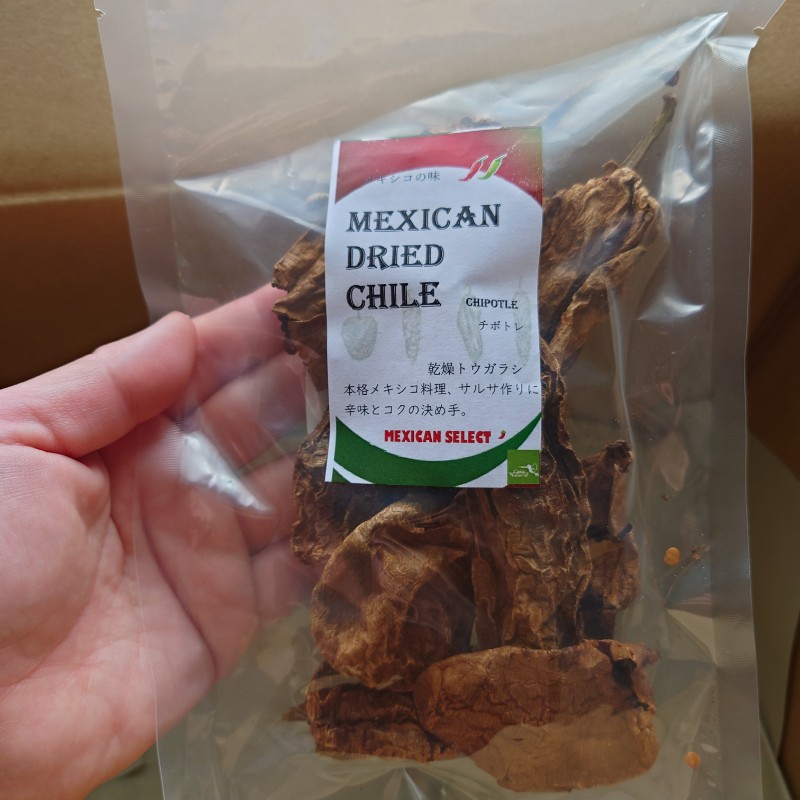 メキシコの味
MEXICAN
DRIED
CHILE
CHIPOTLE
チポトレ
乾燥トウガラシ
本格メキシコ料理、サルサ作りに
辛味とコクの決め手。
MEXICAN SELECT